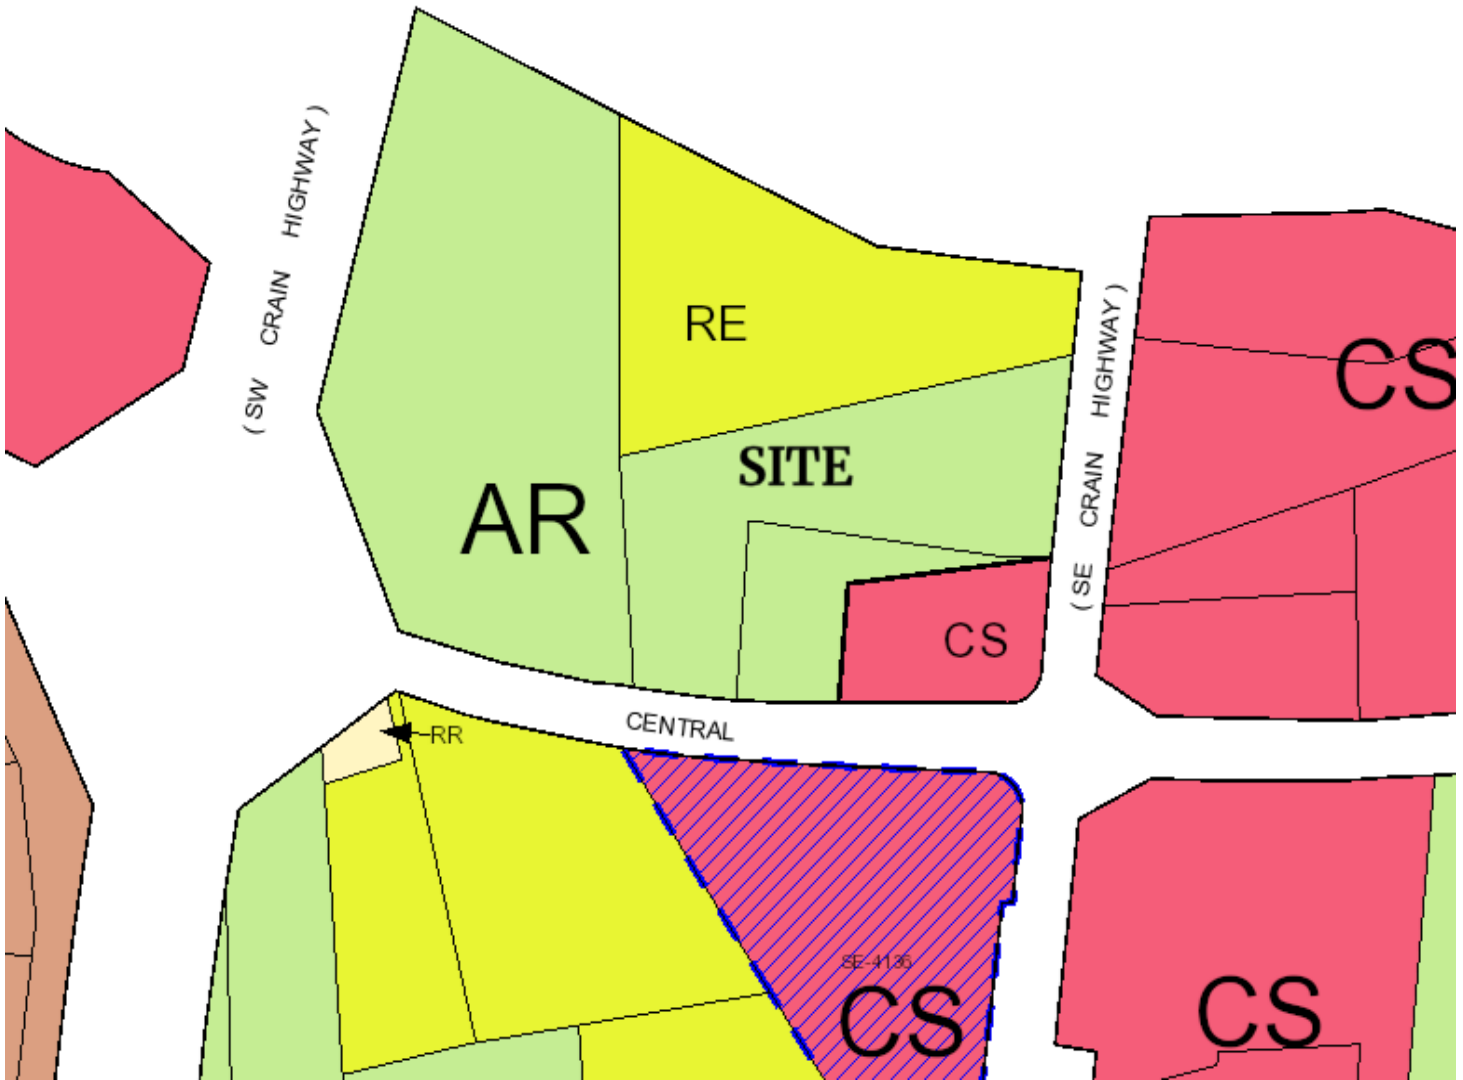 ( SW CRAIN HIGHWAY )
RE
( SE CRAIN HIGHWAY )
CS
SITE
AR
CS
CENTRAL
RR
SE-4136
CS
CS